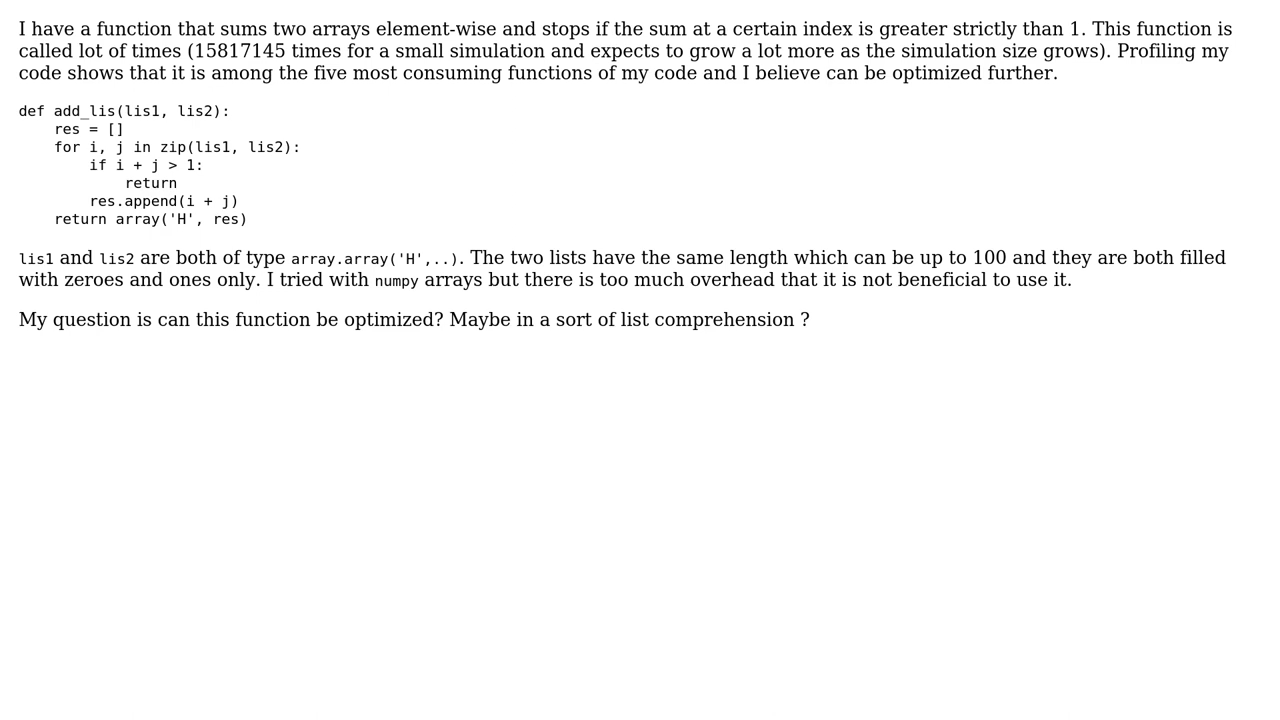 I have a function that sums two arrays element-wise and stops if the sum at a certain index is greater strictly than 1. This function is
called lot of times (15817145 times for a small simulation and expects to grow a lot more as the simulation size grows). Profiling my
code shows that it is among the five most consuming functions of my code and I believe can be optimized further.
def add_lis(lis1, lis2):
    res = []
    for i, j in zip(lis1, lis2):
        if i + j > 1:
            return
        res.append(i + j)
    return array('H', res)
lis1 and lis2 are both of type array.array('H',..). The two lists have the same length which can be up to 100 and they are both filled
with zeroes and ones only. I tried with numpy arrays but there is too much overhead that it is not beneficial to use it.
My question is can this function be optimized? Maybe in a sort of list comprehension ?